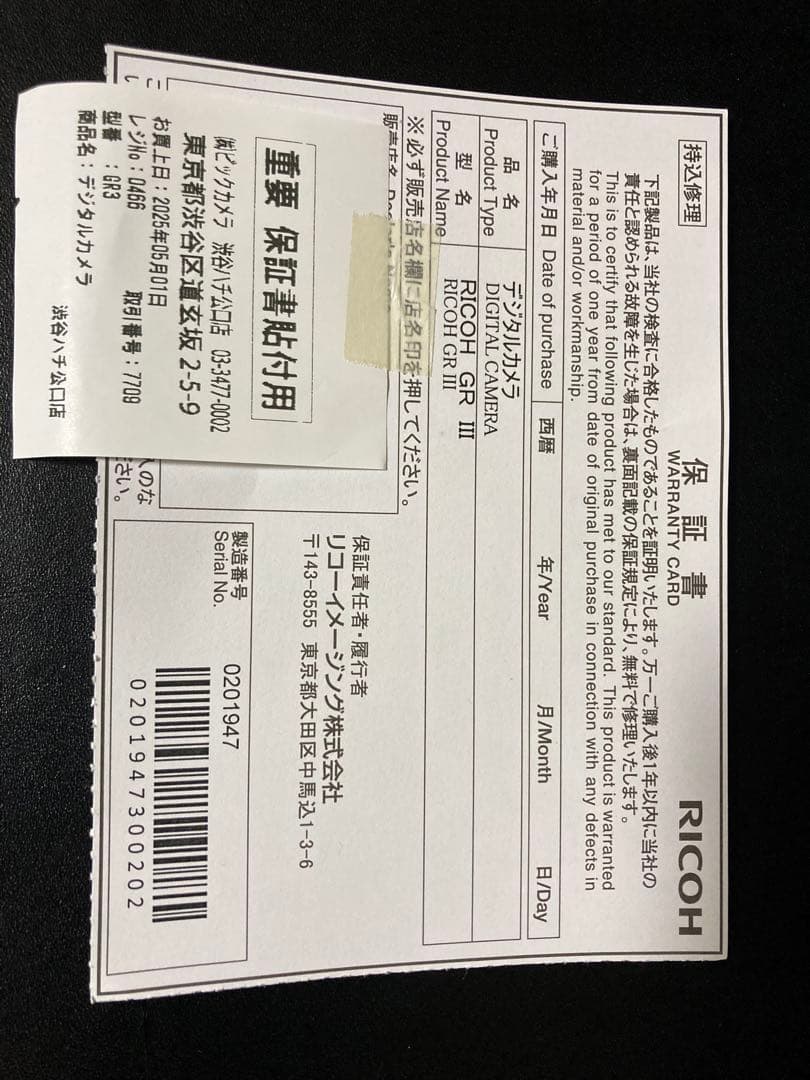 持込修理
保証書
WARRANTY CARD
RICOH
下記製品は、当社の検査に合格したものであることを証明いたします。万一ご購入後1年以内に当社の
責任と認められる故障を生じた場合は、裏面記載の保証規定により、無料で修理いたします。
This is to certify that following product has met to our standard. This product is warranted
for a period of one year from date of original purchase in connection with any defects in
material and/or workmanship.
ご購入年月日 Date of purchase 西暦 年/Year 月/Month 日/Day
品名 デジタルカメラ
Product Type DIGITAL CAMERA
型名 RICOH GR III
Product Name RICOH GR III
※必ず販売店名欄に店名印を押してください。
販売店名
保証責任者・履行者
リコーイメージング株式会社
〒143-8555 東京都大田区中馬込1-3-6
製造番号
Serial No.
0201947
0201947300202
重要 保証書貼付用
㈱ビックカメラ 渋谷ハチ公口店 03-3477-0002
東京都渋谷区道玄坂2-5-9
お買上日:2025年05月01日
レジNo:0466 取引番号:7709
型番 :GR3
商品名:デジタルカメラ
渋谷ハチ公口店